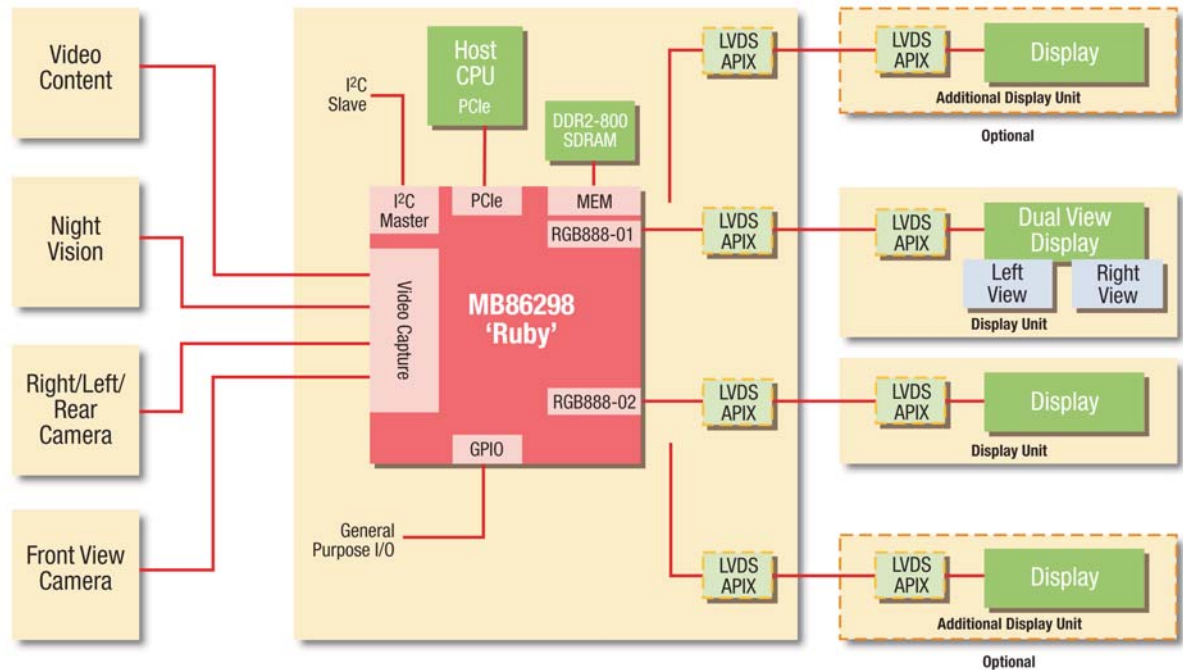 Video
Content
Night
Vision
Right/Left/
Rear
Camera
Front View
Camera
I²C
Slave
Host
CPU
PCIe
DDR2-800
SDRAM
I²C
Master
PCIe
MEM
RGB888-01
Video Capture
MB86298
‘Ruby’
RGB888-02
GPIO
General
Purpose I/O
LVDS
APIX
LVDS
APIX
Display
Additional Display Unit
Optional
LVDS
APIX
LVDS
APIX
Dual View
Display
Left
View
Right
View
Display Unit
LVDS
APIX
LVDS
APIX
Display
Display Unit
LVDS
APIX
LVDS
APIX
Display
Additional Display Unit
Optional